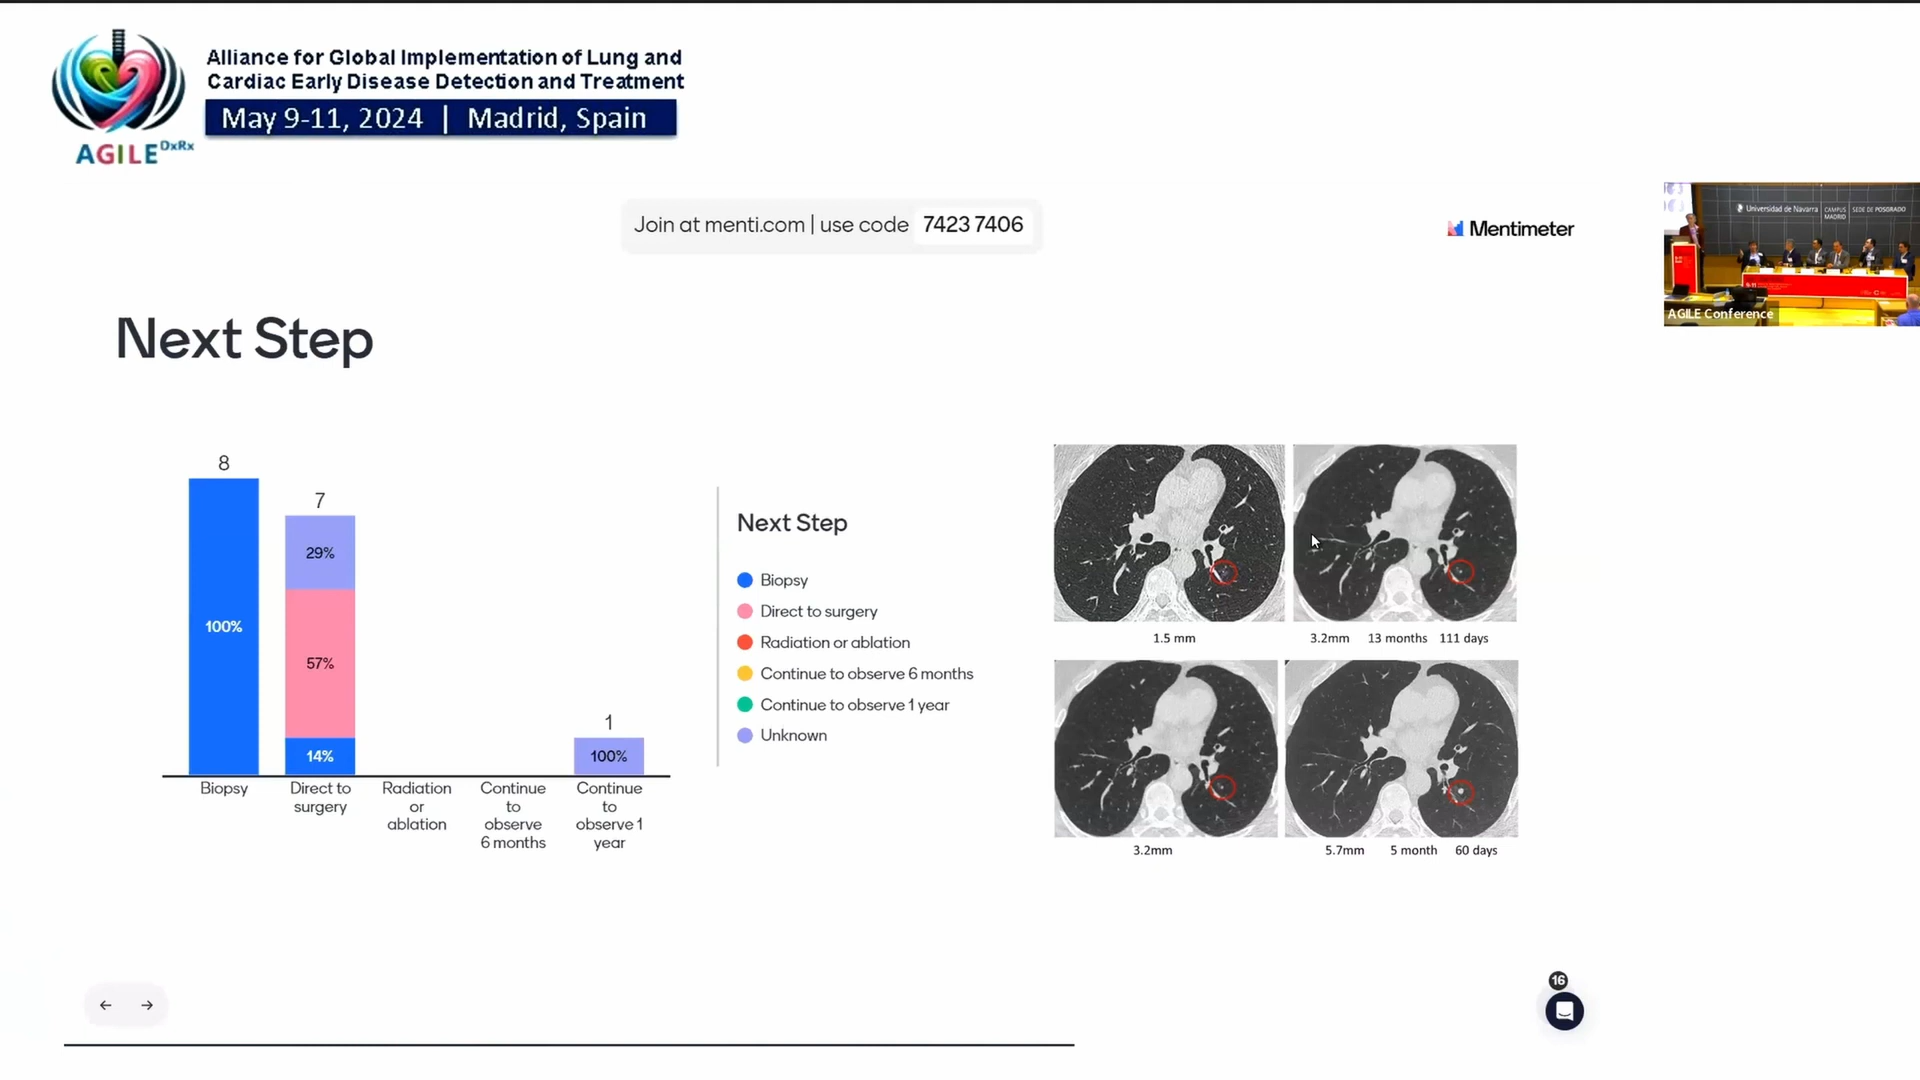 Alliance for Global Implementation of Lung and
Cardiac Early Disease Detection and Treatment
May 9-11, 2024 | Madrid, Spain
AGILE DxRx
Join at menti.com | use code 7423 7406
Mentimeter
Universidad de Navarra
CAMPUS
MADRID
SEDE DE POSGRADO
AGILE Conference
Next Step
8
7
29%
100%
57%
14%
1
100%
Biopsy
Direct to
surgery
Radiation
or
ablation
Continue
to
observe
6 months
Continue
to
observe 1
year
Next Step
Biopsy
Direct to surgery
Radiation or ablation
Continue to observe 6 months
Continue to observe 1 year
Unknown
1.5 mm
3.2mm 13 months 111 days
3.2mm
5.7mm 5 month 60 days
16